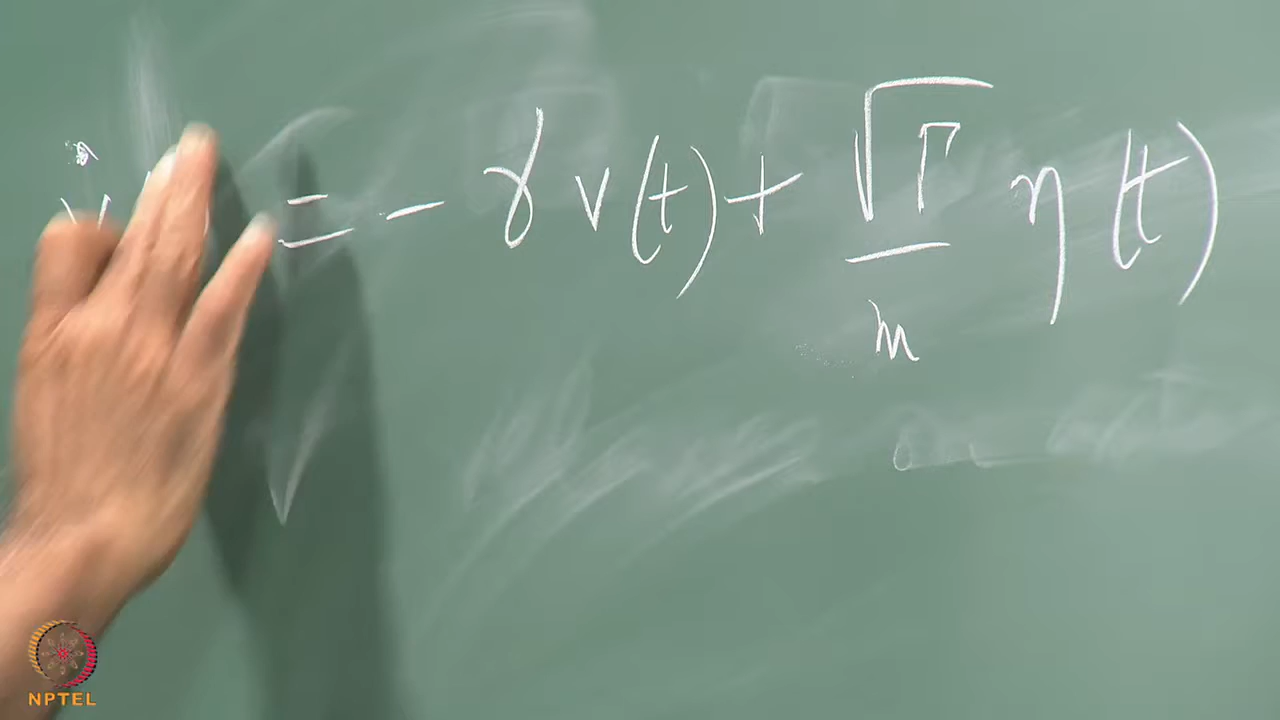 = - γ v(t) + √Γ/m η(t)
NPTEL